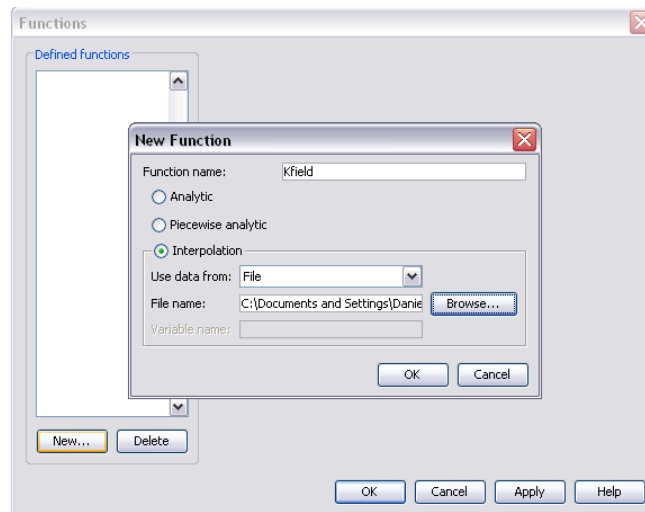 Functions
Defined functions
New Function
Function name: Kfield
Analytic
Piecewise analytic
Interpolation
Use data from: File
File name: C:\Documents and Settings\Danie Browse...
Variable name:
OK Cancel
New... Delete
OK Cancel Apply Help